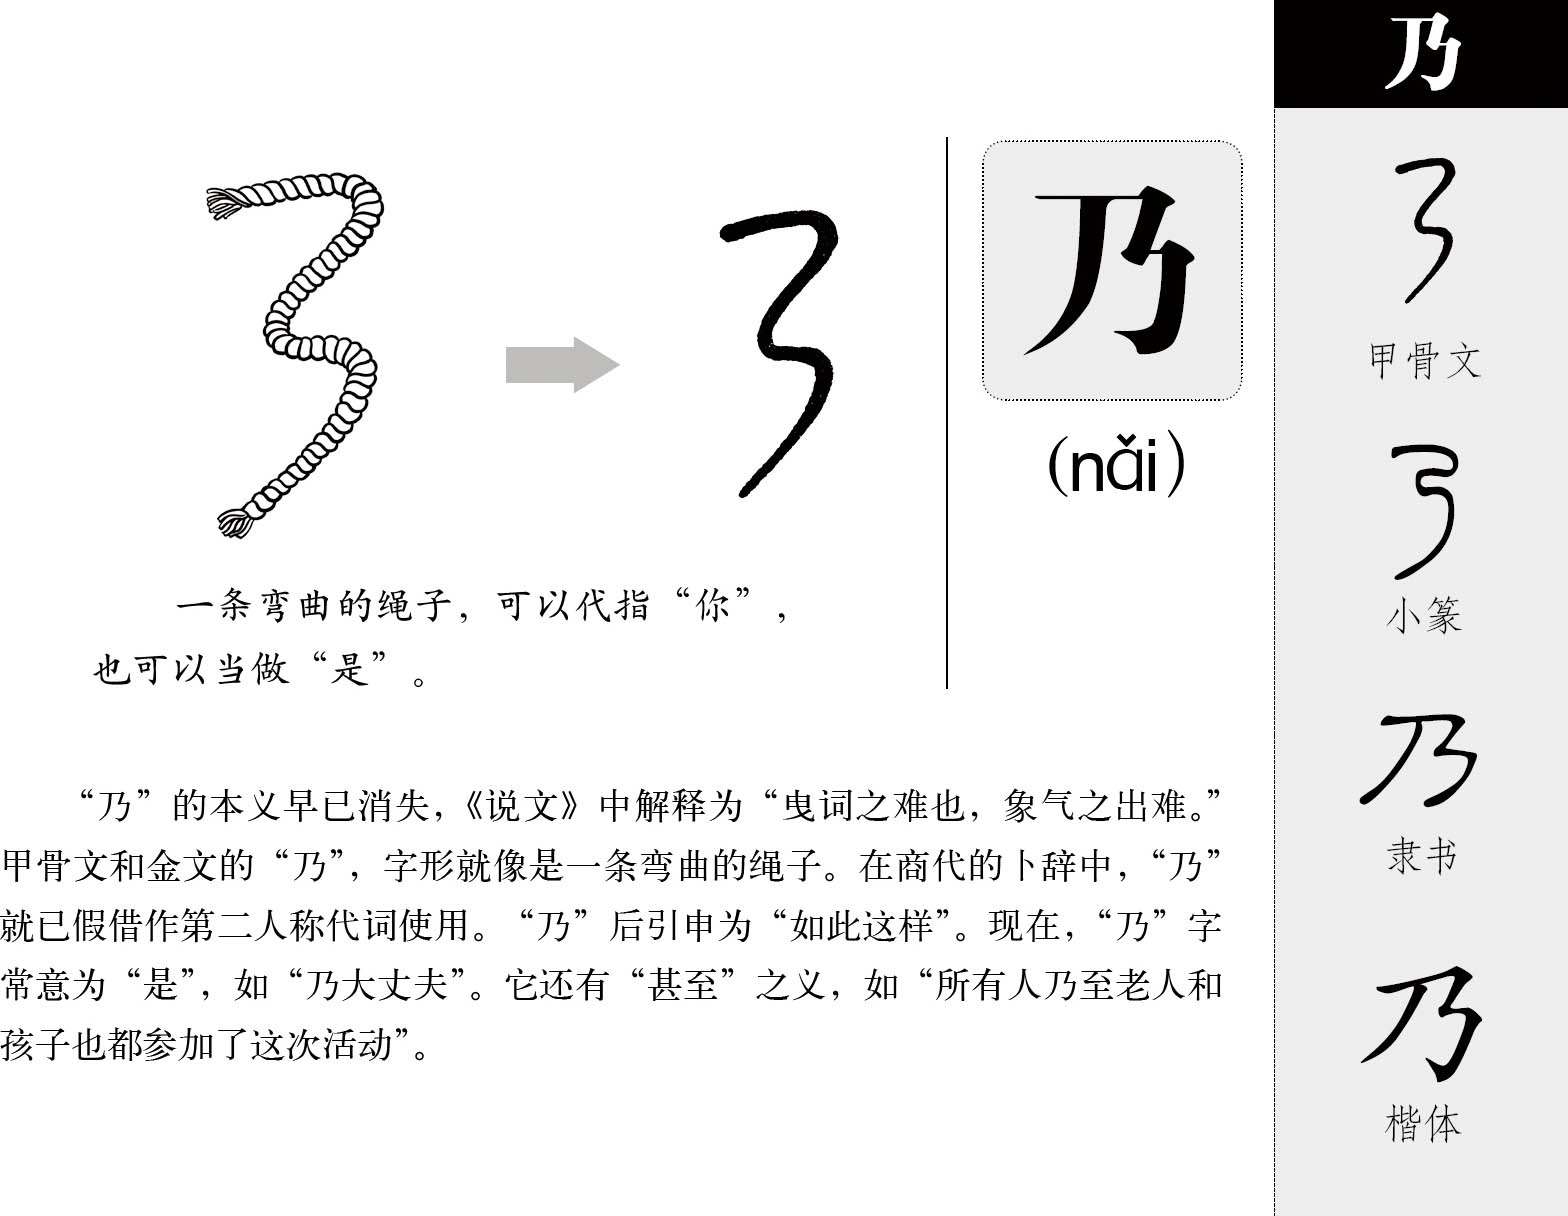 乃
乃
(nǎi)
一条弯曲的绳子，可以代指“你”，
也可以当做“是”。
“乃”的本义早已消失，《说文》中解释为“曳词之难也，象气之出难。”
甲骨文和金文的“乃”，字形就像是一条弯曲的绳子。在商代的卜辞中，“乃”
就已假借作第二人称代词使用。“乃”后引申为“如此这样”。现在，“乃”字
常意为“是”，如“乃大丈夫”。它还有“甚至”之义，如“所有人乃至老人和
孩子也都参加了这次活动”。
乃
甲骨文
乃
小篆
乃
隶书
乃
楷体